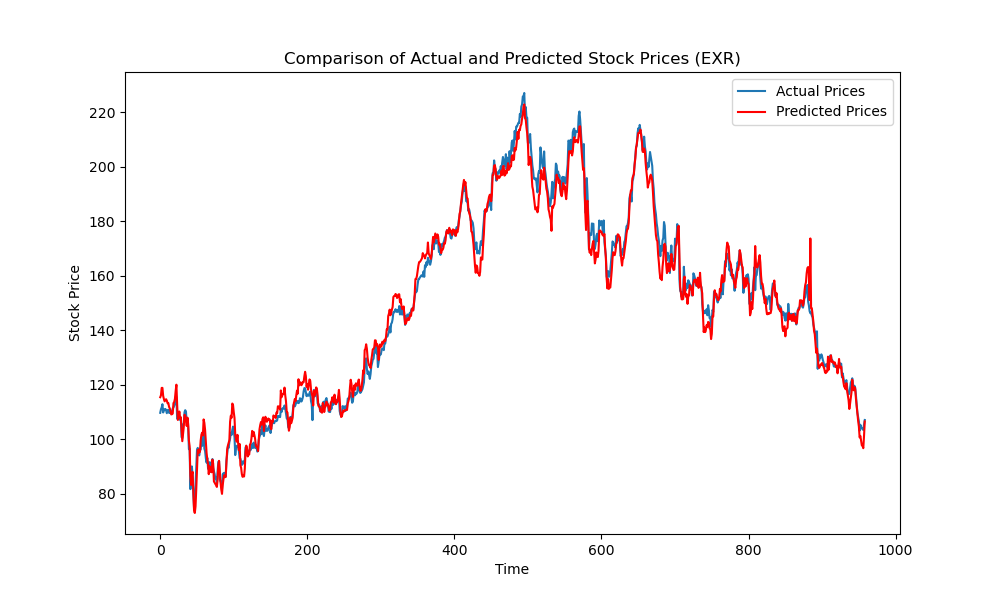 Comparison of Actual and Predicted Stock Prices (EXR)
Actual Prices
Predicted Prices
Stock Price
220
200
180
160
140
120
100
80
0 200 400 600 800 1000
Time